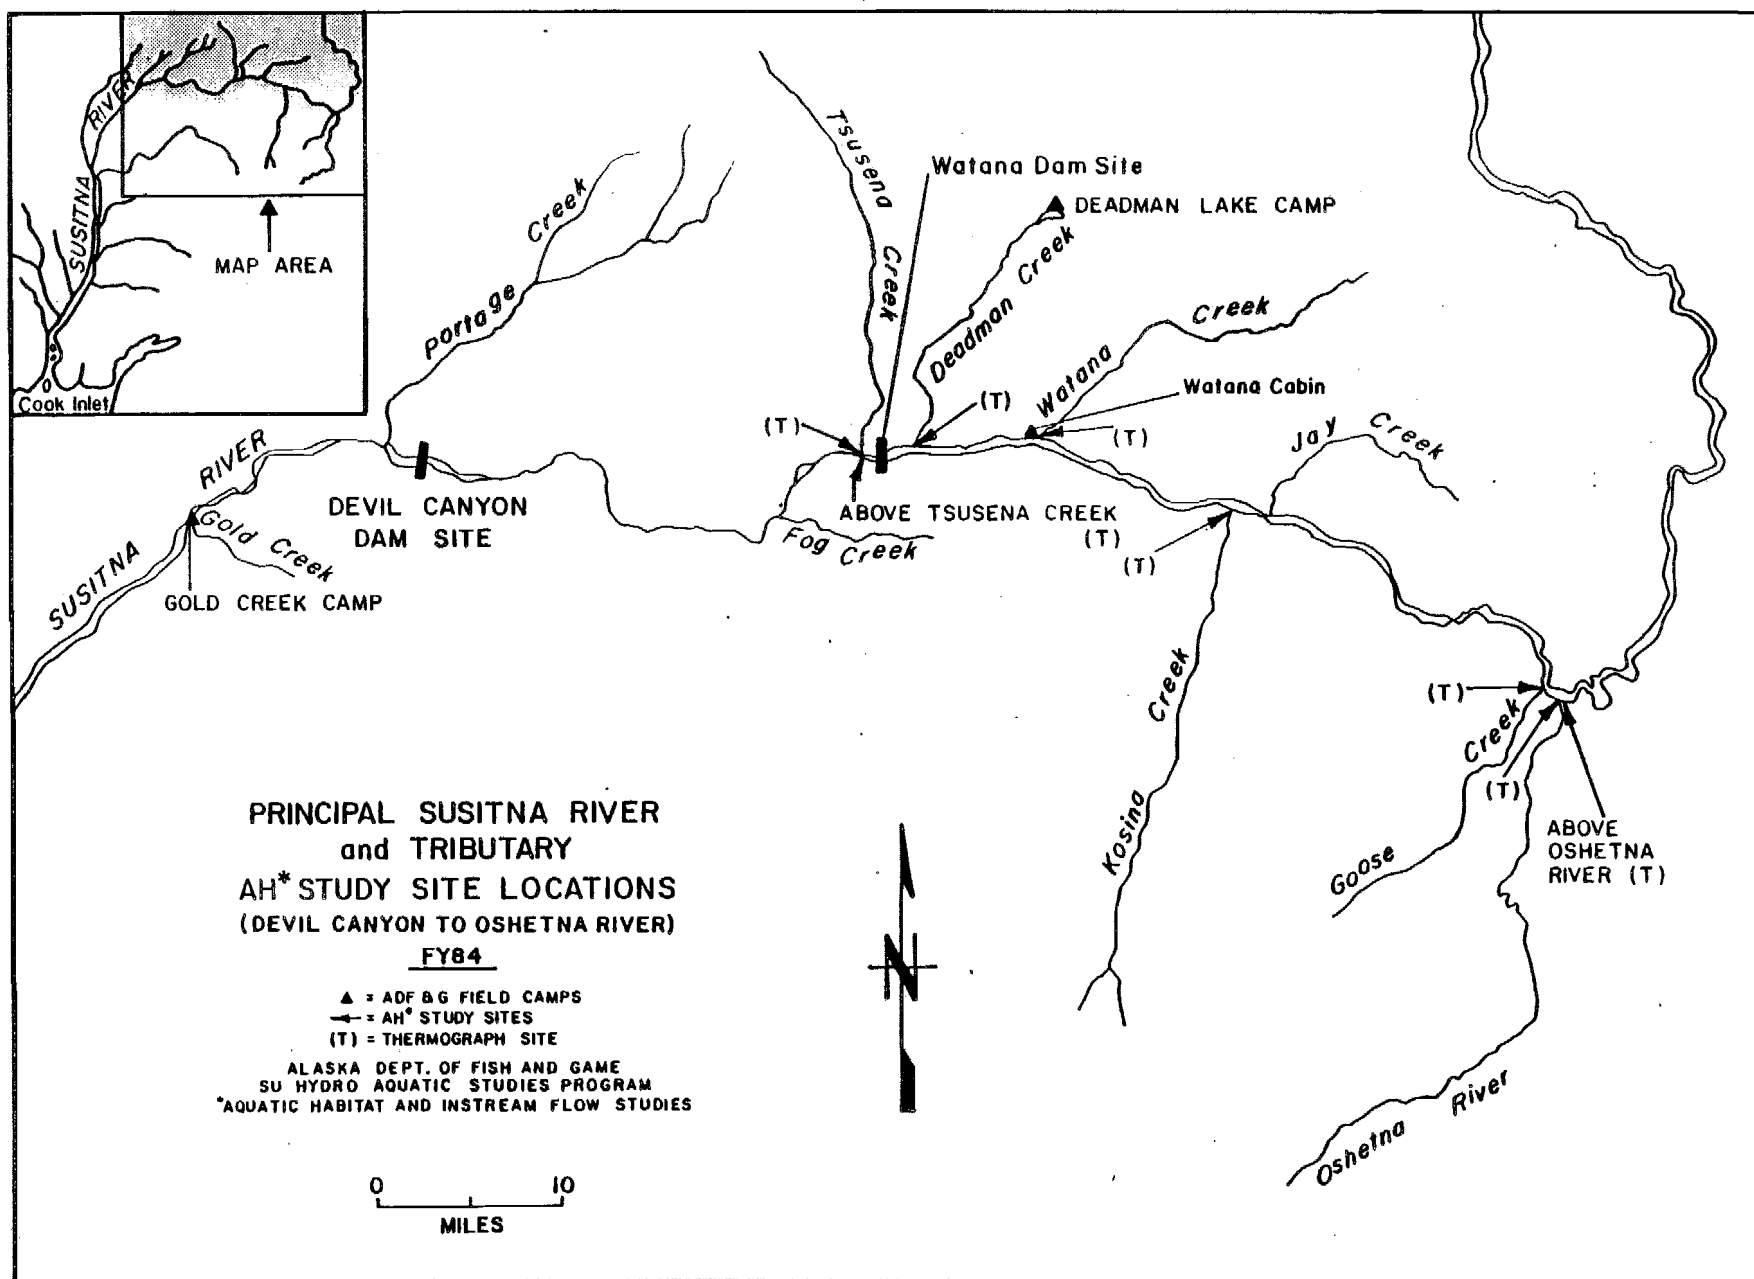 RIVER
SUSITNA
MAP AREA
Cook Inlet
Tsusena
Creek
Watana Dam Site
DEADMAN LAKE CAMP
Deadman Creek
Portage
Creek
Watana
Creek
Watana Cabin
(T)
(T)
(T)
Jay
Creek
SUSITNA
RIVER
Gold Creek
GOLD CREEK CAMP
DEVIL CANYON
DAM SITE
ABOVE TSUSENA CREEK
(T)
Fog
Creek
(T)
Kosina
Creek
(T)
Goose
Creek
(T)
ABOVE
OSHETNA
RIVER (T)
Oshetna River
PRINCIPAL SUSITNA RIVER
and TRIBUTARY
AH* STUDY SITE LOCATIONS
(DEVIL CANYON TO OSHETNA RIVER)
FY84
▲ = ADF &G FIELD CAMPS
← = AH* STUDY SITES
(T) = THERMOGRAPH SITE
ALASKA DEPT. OF FISH AND GAME
SU HYDRO AQUATIC STUDIES PROGRAM
*AQUATIC HABITAT AND INSTREAM FLOW STUDIES
N
0 10
MILES